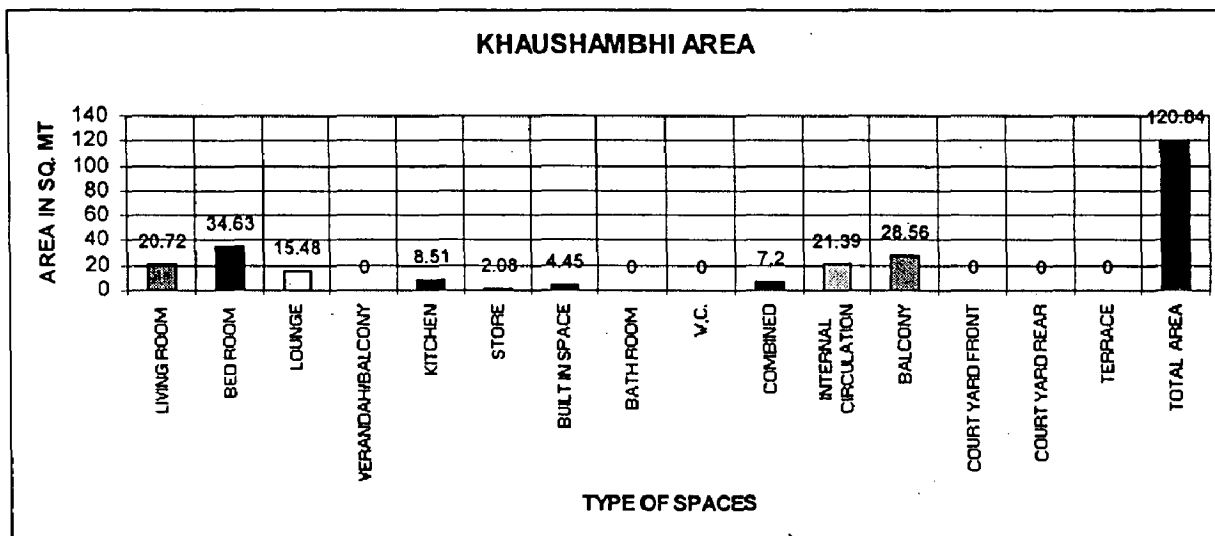 KHAUSHAMBHI AREA
AREA IN SQ. MT
140
120
100
80
60
40
20
0
20.72
34.63
15.48
0
8.51
2.08
4.45
0
0
7.2
21.39
28.56
0
0
0
120.84
LIVING ROOM
BED ROOM
LOUNGE
VERANDAH/BALCONY
KITCHEN
STORE
BUILT IN SPACE
BATH ROOM
W.C.
COMBINED
INTERNAL
CIRCULATION
BALCONY
COURT YARD FRONT
COURT YARD REAR
TERRACE
TOTAL AREA
TYPE OF SPACES